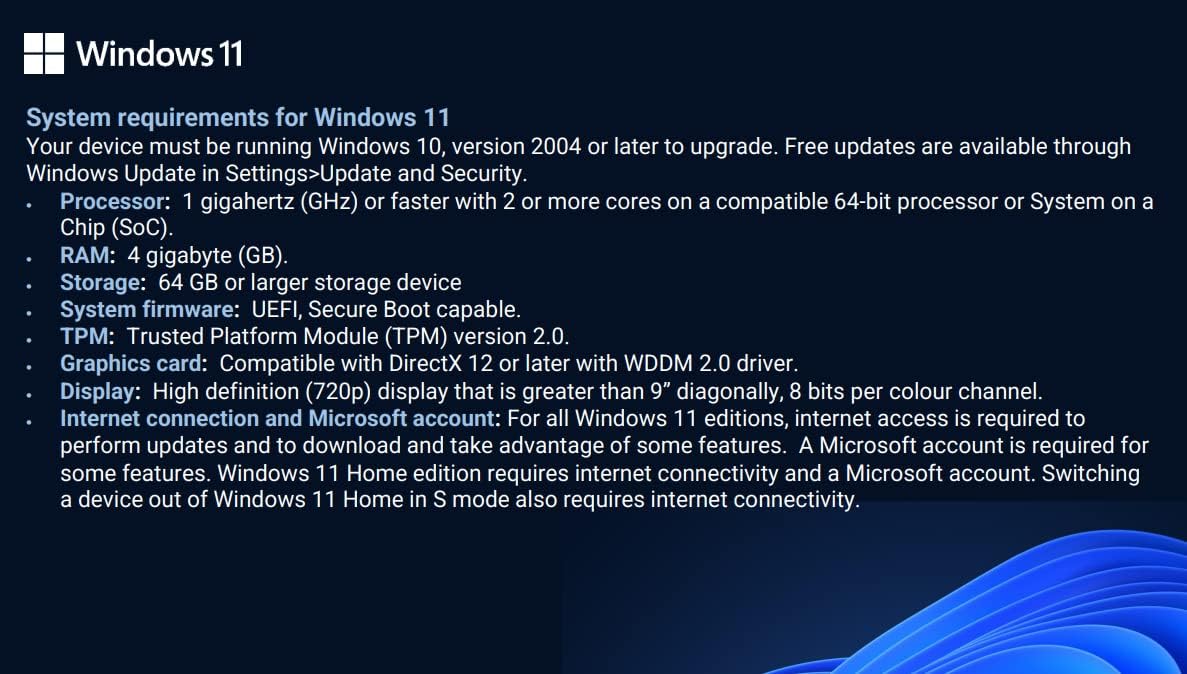 Windows 11
System requirements for Windows 11
Your device must be running Windows 10, version 2004 or later to upgrade. Free updates are available through
Windows Update in Settings>Update and Security.
• Processor:  1 gigahertz (GHz) or faster with 2 or more cores on a compatible 64-bit processor or System on a
Chip (SoC).
• RAM:  4 gigabyte (GB).
• Storage:  64 GB or larger storage device
• System firmware:  UEFI, Secure Boot capable.
• TPM:  Trusted Platform Module (TPM) version 2.0.
• Graphics card:  Compatible with DirectX 12 or later with WDDM 2.0 driver.
• Display:  High definition (720p) display that is greater than 9” diagonally, 8 bits per colour channel.
• Internet connection and Microsoft account: For all Windows 11 editions, internet access is required to
perform updates and to download and take advantage of some features.  A Microsoft account is required for
some features. Windows 11 Home edition requires internet connectivity and a Microsoft account. Switching
a device out of Windows 11 Home in S mode also requires internet connectivity.